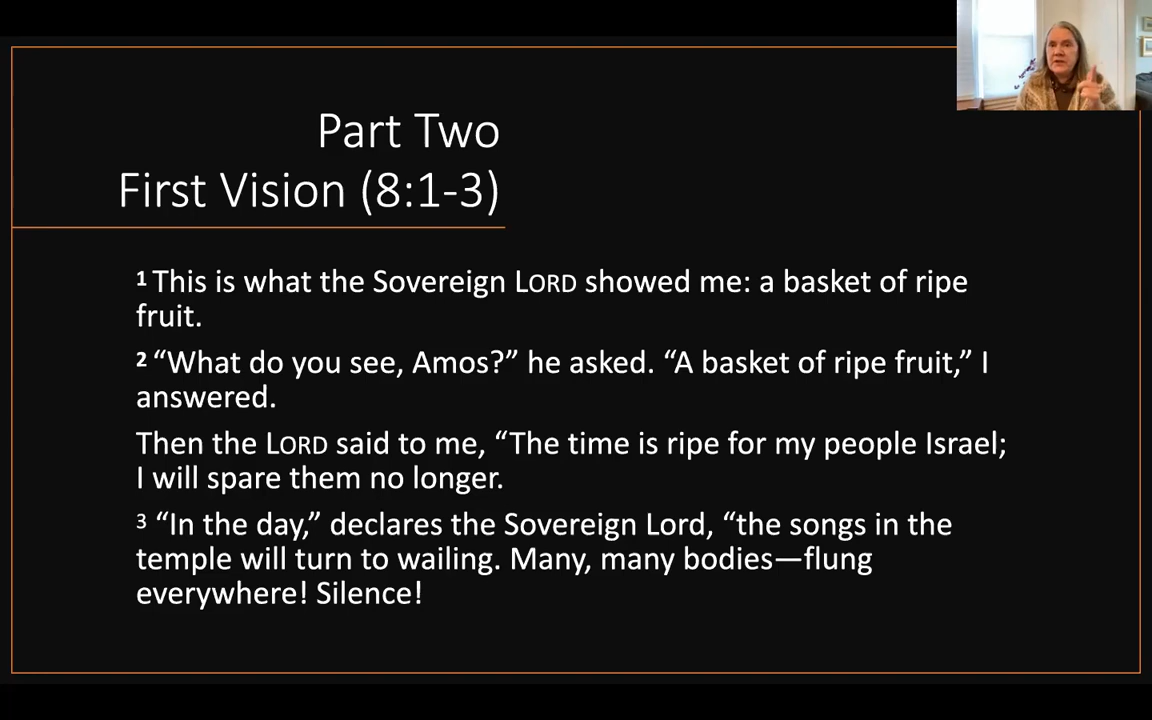 Part Two
First Vision (8:1-3)
1 This is what the Sovereign LORD showed me: a basket of ripe
fruit.
2 “What do you see, Amos?” he asked. “A basket of ripe fruit,” I
answered.
Then the LORD said to me, “The time is ripe for my people Israel;
I will spare them no longer.
3 “In the day,” declares the Sovereign Lord, “the songs in the
temple will turn to wailing. Many, many bodies—flung
everywhere! Silence!